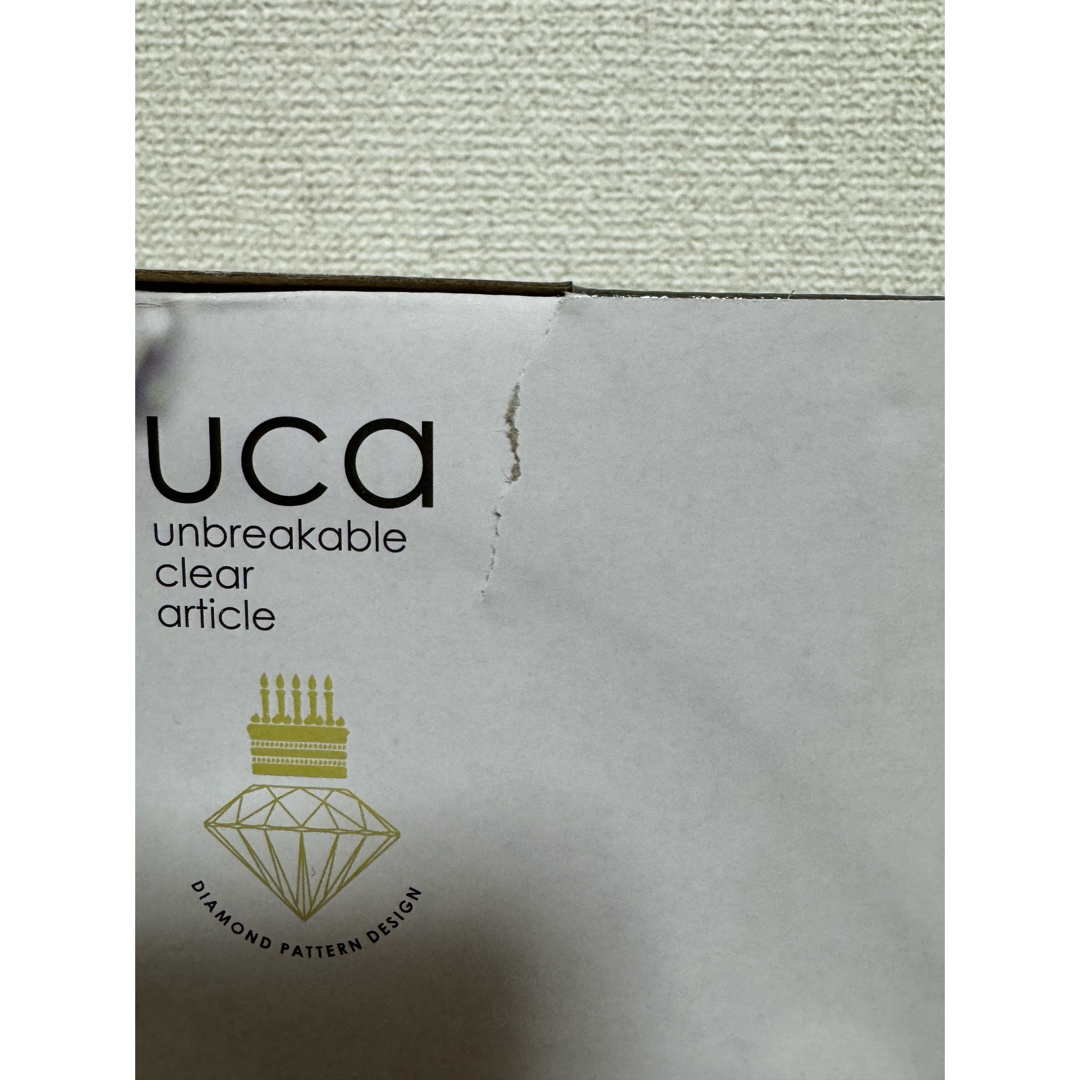 uca
unbreakable
clear
article
DIAMOND PATTERN DESIGN